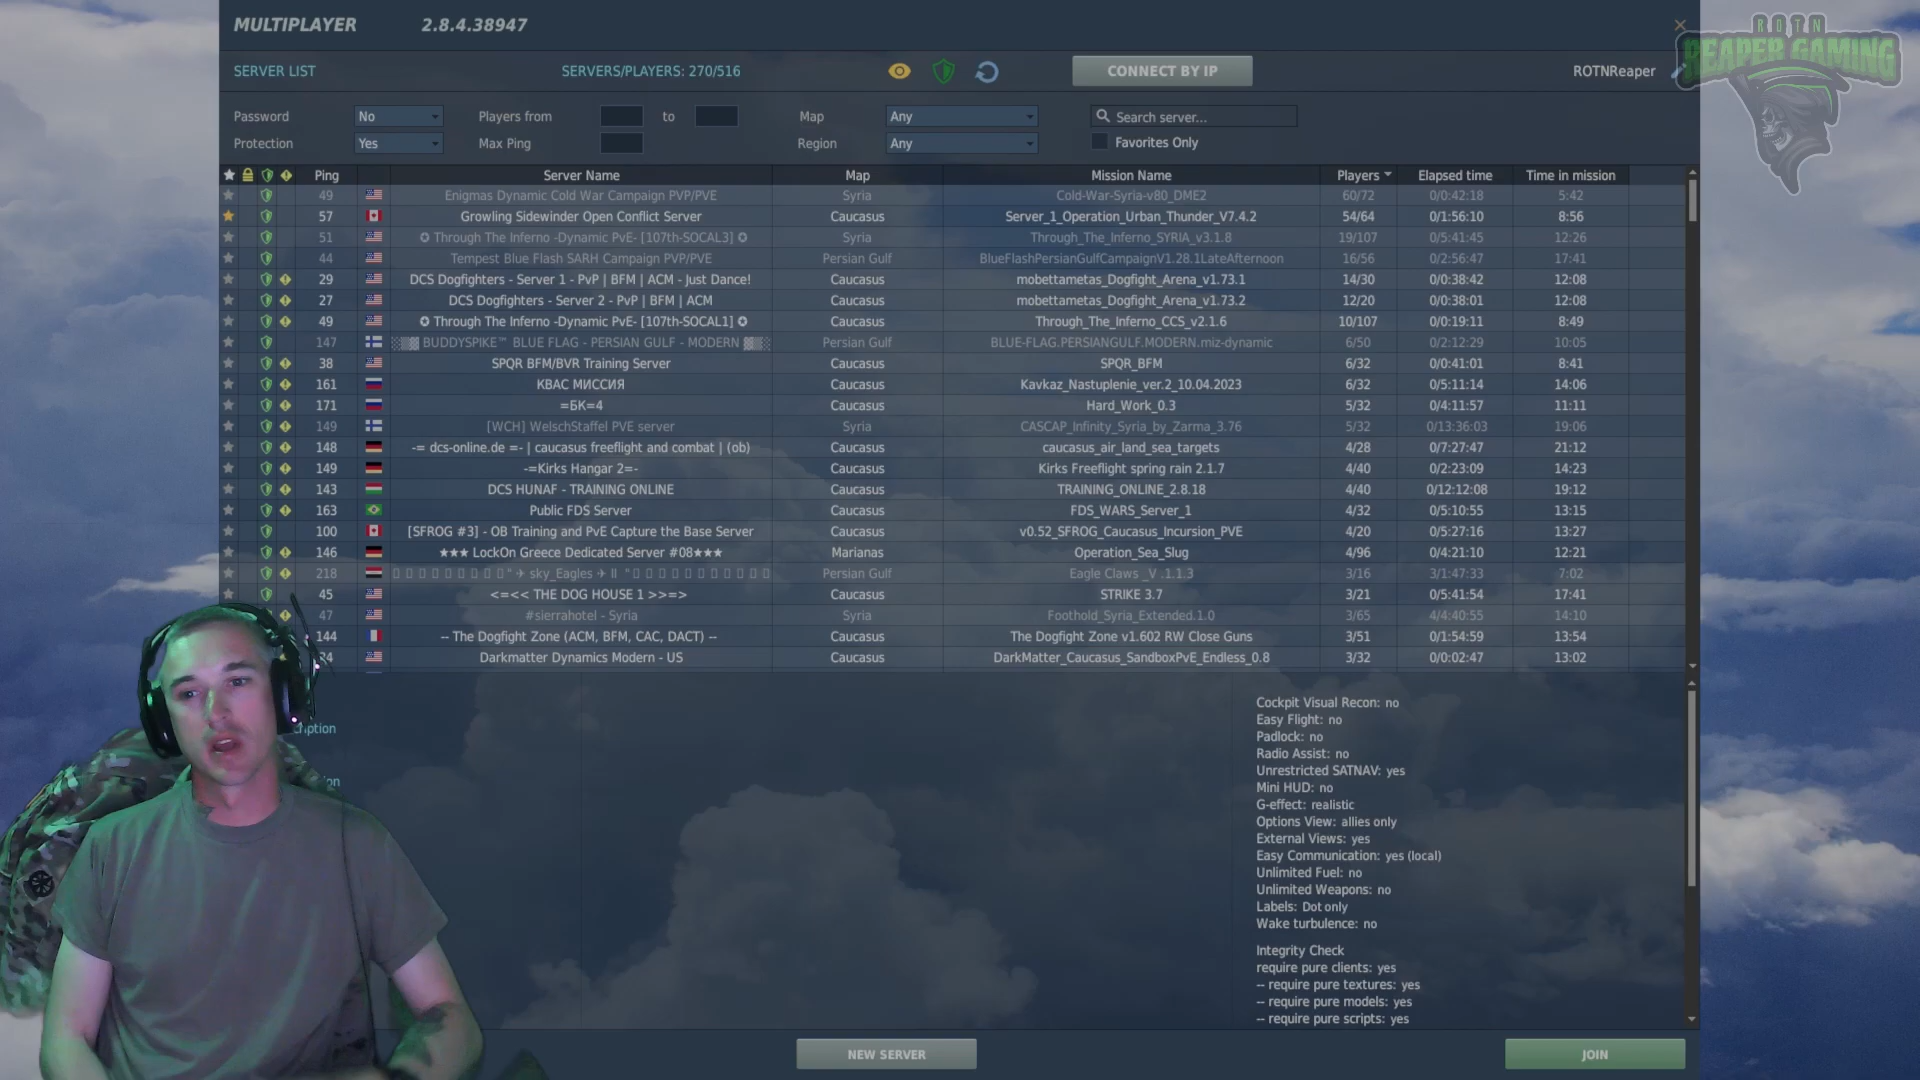 MULTIPLAYER 2.8.4.38947
ROTN
REAPER GAMING
SERVER LIST SERVERS/PLAYERS: 270/516 CONNECT BY IP ROTNReaper
Password No Players from to Map Any Search server...
Protection Yes Max Ping Region Any Favorites Only
Ping Server Name Map Mission Name Players Elapsed time Time in mission
49 Enigmas Dynamic Cold War Campaign PVP/PVE Syria Cold-War-Syria-v80_DME2 60/72 0/0:42:18 5:42
57 Growling Sidewinder Open Conflict Server Caucasus Server_1_Operation_Urban_Thunder_V7.4.2 54/64 0/1:56:10 8:56
51 ✪ Through The Inferno -Dynamic PvE- [107th-SOCAL3] ✪ Syria Through_The_Inferno_SYRIA_v3.1.8 19/107 0/5:41:45 12:26
44 Tempest Blue Flash SARH Campaign PVP/PVE Persian Gulf BlueFlashPersianGulfCampaignV1.28.1LateAfternoon 16/56 0/2:56:47 17:41
29 DCS Dogfighters - Server 1 - PvP | BFM | ACM - Just Dance! Caucasus mobettametas_Dogfight_Arena_v1.73.1 14/30 0/0:38:42 12:08
27 DCS Dogfighters - Server 2 - PvP | BFM | ACM Caucasus mobettametas_Dogfight_Arena_v1.73.2 12/20 0/0:38:01 12:08
49 ✪ Through The Inferno -Dynamic PvE- [107th-SOCAL1] ✪ Caucasus Through_The_Inferno_CCS_v2.1.6 10/107 0/0:19:11 8:49
147 ░▒▓ BUDDYSPIKE™ BLUE FLAG - PERSIAN GULF - MODERN ▓▒░ Persian Gulf BLUE-FLAG.PERSIANGULF.MODERN.miz-dynamic 6/50 0/2:12:29 10:05
38 SPQR BFM/BVR Training Server Caucasus SPQR_BFM 6/32 0/0:41:01 8:41
161 КВАС МИССИЯ Caucasus Kavkaz_Nastuplenie_ver.2_10.04.2023 6/32 0/5:11:14 14:06
171 =БК=4 Caucasus Hard_Work_0.3 5/32 0/4:11:57 11:11
149 [WCH] WelschStaffel PVE server Syria CASCAP_Infinity_Syria_by_Zarma_3.76 5/32 0/13:36:03 19:06
148 -= dcs-online.de =- | caucasus freeflight and combat | (ob) Caucasus caucasus_air_land_sea_targets 4/28 0/7:27:47 21:12
149 -=Kirks Hangar 2=- Caucasus Kirks Freeflight spring rain 2.1.7 4/40 0/2:23:09 14:23
143 DCS HUNAF - TRAINING ONLINE Caucasus TRAINING_ONLINE_2.8.18 4/40 0/12:12:08 19:12
163 Public FDS Server Caucasus FDS_WARS_Server_1 4/32 0/5:10:55 13:15
100 [SFROG #3] - OB Training and PvE Capture the Base Server Caucasus v0.52_SFROG_Caucasus_Incursion_PVE 4/20 0/5:27:16 13:27
146 ★★★ LockOn Greece Dedicated Server #08★★★ Marianas Operation_Sea_Slug 4/96 0/4:21:10 12:21
218 " ✈ sky_Eagles ✈ II " Persian Gulf Eagle Claws _V .1.1.3 3/16 3/1:47:33 7:02
45 <=<< THE DOG HOUSE 1 >>=> Caucasus STRIKE 3.7 3/21 0/5:41:54 17:41
47 #sierrahotel - Syria Syria Foothold_Syria_Extended.1.0 3/65 4/4:40:55 14:10
144 -- The Dogfight Zone (ACM, BFM, CAC, DACT) -- Caucasus The Dogfight Zone v1.602 RW Close Guns 3/51 0/1:54:59 13:54
Darkmatter Dynamics Modern - US Caucasus DarkMatter_Caucasus_SandboxPvE_Endless_0.8 3/32 0/0:02:47 13:02
Cockpit Visual Recon: no
Easy Flight: no
Padlock: no
Radio Assist: no
Unrestricted SATNAV: yes
Mini HUD: no
G-effect: realistic
Options View: allies only
External Views: yes
Easy Communication: yes (local)
Unlimited Fuel: no
Unlimited Weapons: no
Labels: Dot only
Wake turbulence: no
Integrity Check
require pure clients: yes
-- require pure textures: yes
-- require pure models: yes
-- require pure scripts: yes
NEW SERVER JOIN